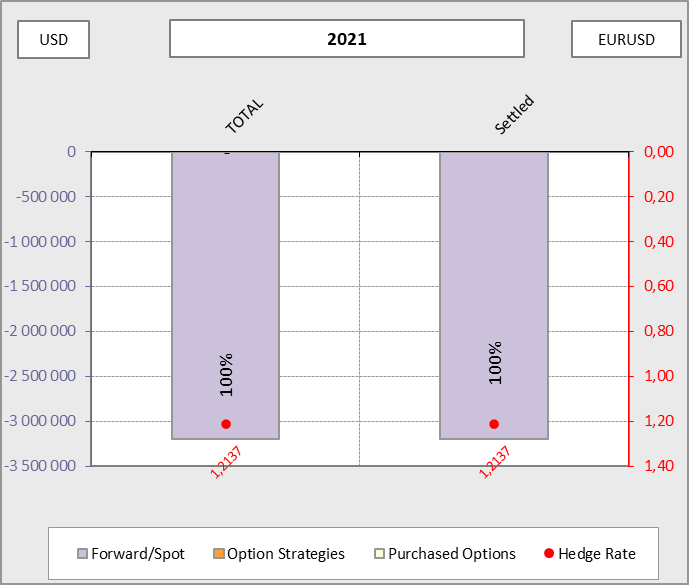 USD
2021
EURUSD
TOTAL
Settled
0
-500 000
-1 000 000
-1 500 000
-2 000 000
-2 500 000
-3 000 000
-3 500 000
100%
100%
1,2137
1,2137
0,00
0,20
0,40
0,60
0,80
1,00
1,20
1,40
Forward/Spot
Option Strategies
Purchased Options
Hedge Rate